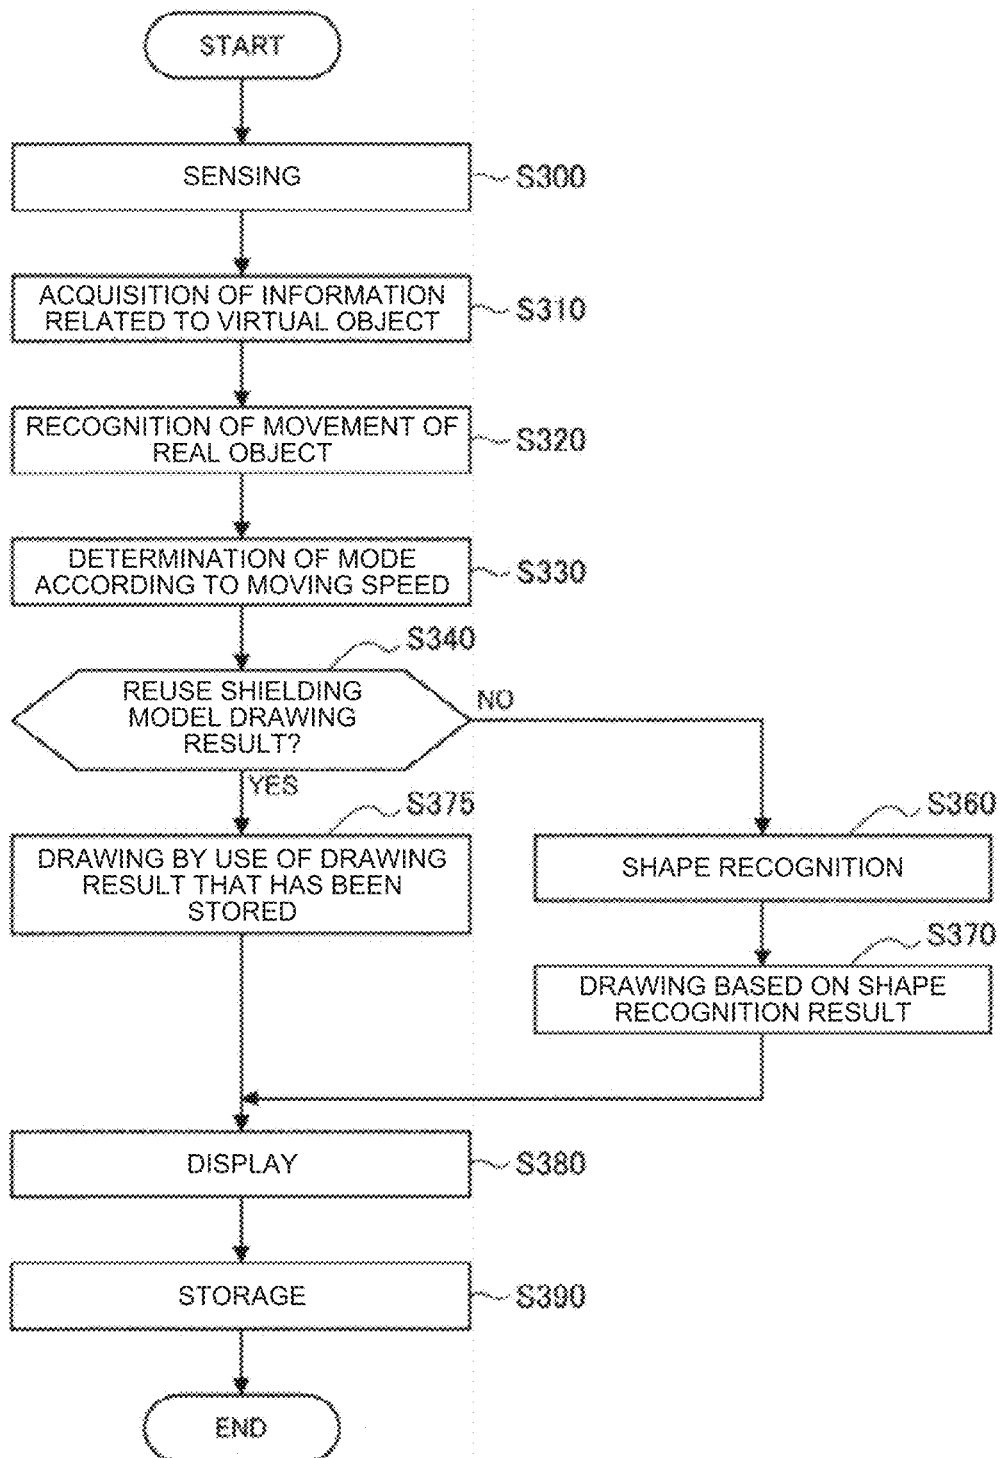 START
SENSING
S300
ACQUISITION OF INFORMATION
RELATED TO VIRTUAL OBJECT
S310
RECOGNITION OF MOVEMENT OF
REAL OBJECT
S320
DETERMINATION OF MODE
ACCORDING TO MOVING SPEED
S330
S340
REUSE SHIELDING
MODEL DRAWING
RESULT?
NO
YES
S375
DRAWING BY USE OF DRAWING
RESULT THAT HAS BEEN
STORED
S360
SHAPE RECOGNITION
S370
DRAWING BASED ON SHAPE
RECOGNITION RESULT
DISPLAY
S380
STORAGE
S390
END